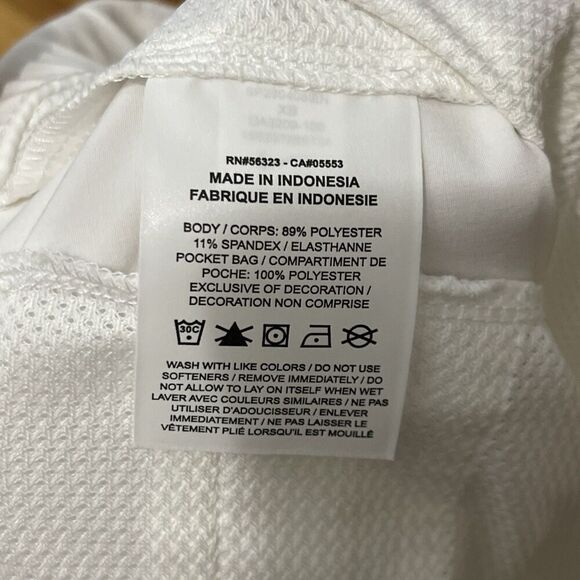 RN#56323 - CA#05553
MADE IN INDONESIA
FABRIQUE EN INDONESIE
BODY / CORPS: 89% POLYESTER
11% SPANDEX / ELASTHANNE
POCKET BAG / COMPARTIMENT DE
POCHE: 100% POLYESTER
EXCLUSIVE OF DECORATION /
DECORATION NON COMPRISE
30C
WASH WITH LIKE COLORS / DO NOT USE
SOFTENERS / REMOVE IMMEDIATELY / DO
NOT ALLOW TO LAY ON ITSELF WHEN WET
LAVER AVEC COULEURS SIMILAIRES / NE PAS
UTILISER D'ADOUCISSEUR / ENLEVER
IMMÉDIATEMENT / NE PAS LAISSER LE
VÊTEMENT PLIÉ LORSQU'IL EST MOUILLÉ